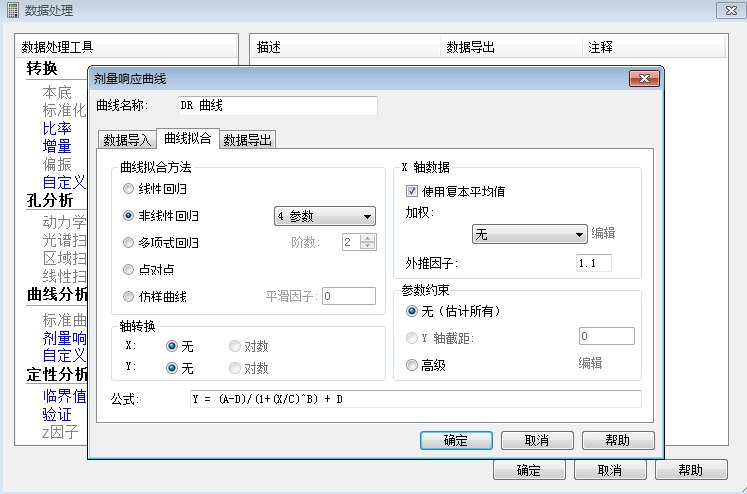 数据处理
数据处理工具
描述 数据导出 注释
转换
本底
标准化
比率
增量
偏振
自定义
孔分析
动力学
光谱扫
区域扫
线性扫
曲线分析
标准曲
剂量响
自定义
定性分析
临界值
验证
z因子
剂量响应曲线
曲线名称: DR 曲线
数据导入 曲线拟合 数据导出
曲线拟合方法
线性回归
非线性回归 4 参数
多项式回归 阶数: 2
点对点
仿样曲线 平滑因子: 0
轴转换
X: 无 对数
Y: 无 对数
X 轴数据
使用复本平均值
加权:
无 编辑
外推因子: 1.1
参数约束
无（估计所有）
Y 轴截距: 0
高级 编辑
公式: Y = (A-D)/(1+(X/C)^B) + D
确定 取消 帮助
确定 取消 帮助